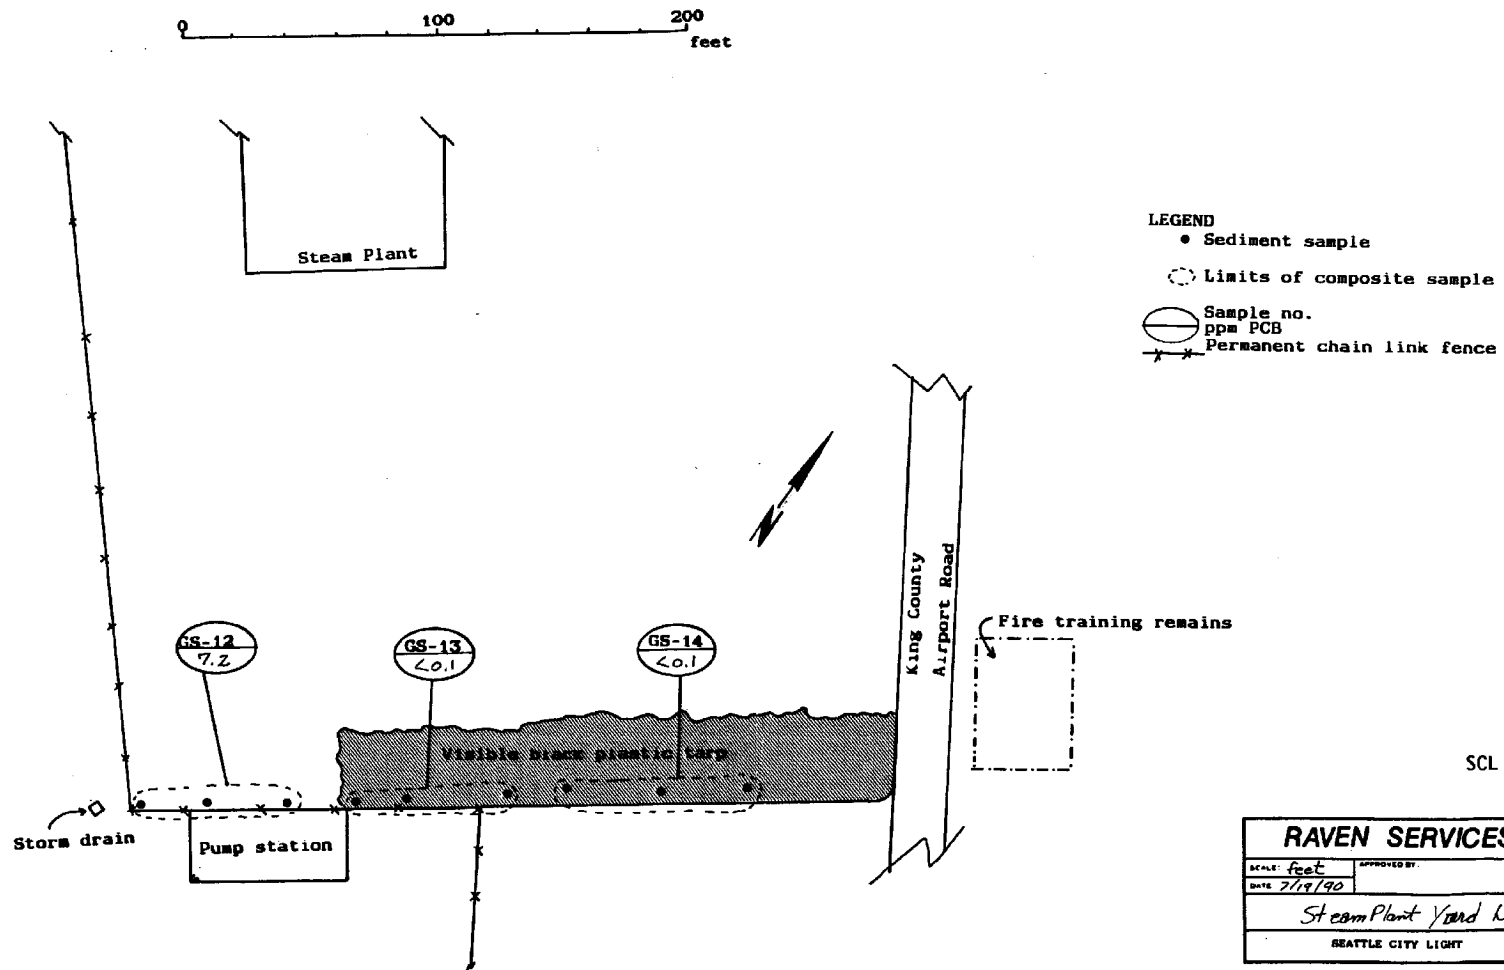 0 100 200
feet
Steam Plant
LEGEND
Sediment sample
Limits of composite sample
Sample no.
ppm PCB
Permanent chain link fence
King County
Airport Road
Fire training remains
GS-12
7.2
GS-13
<0.1
GS-14
<0.1
Visible black plastic tarp
Storm drain
Pump station
SCL
RAVEN SERVICES
SCALE: feet
APPROVED BY:
DATE 7/19/90
Steam Plant Yard
SEATTLE CITY LIGHT